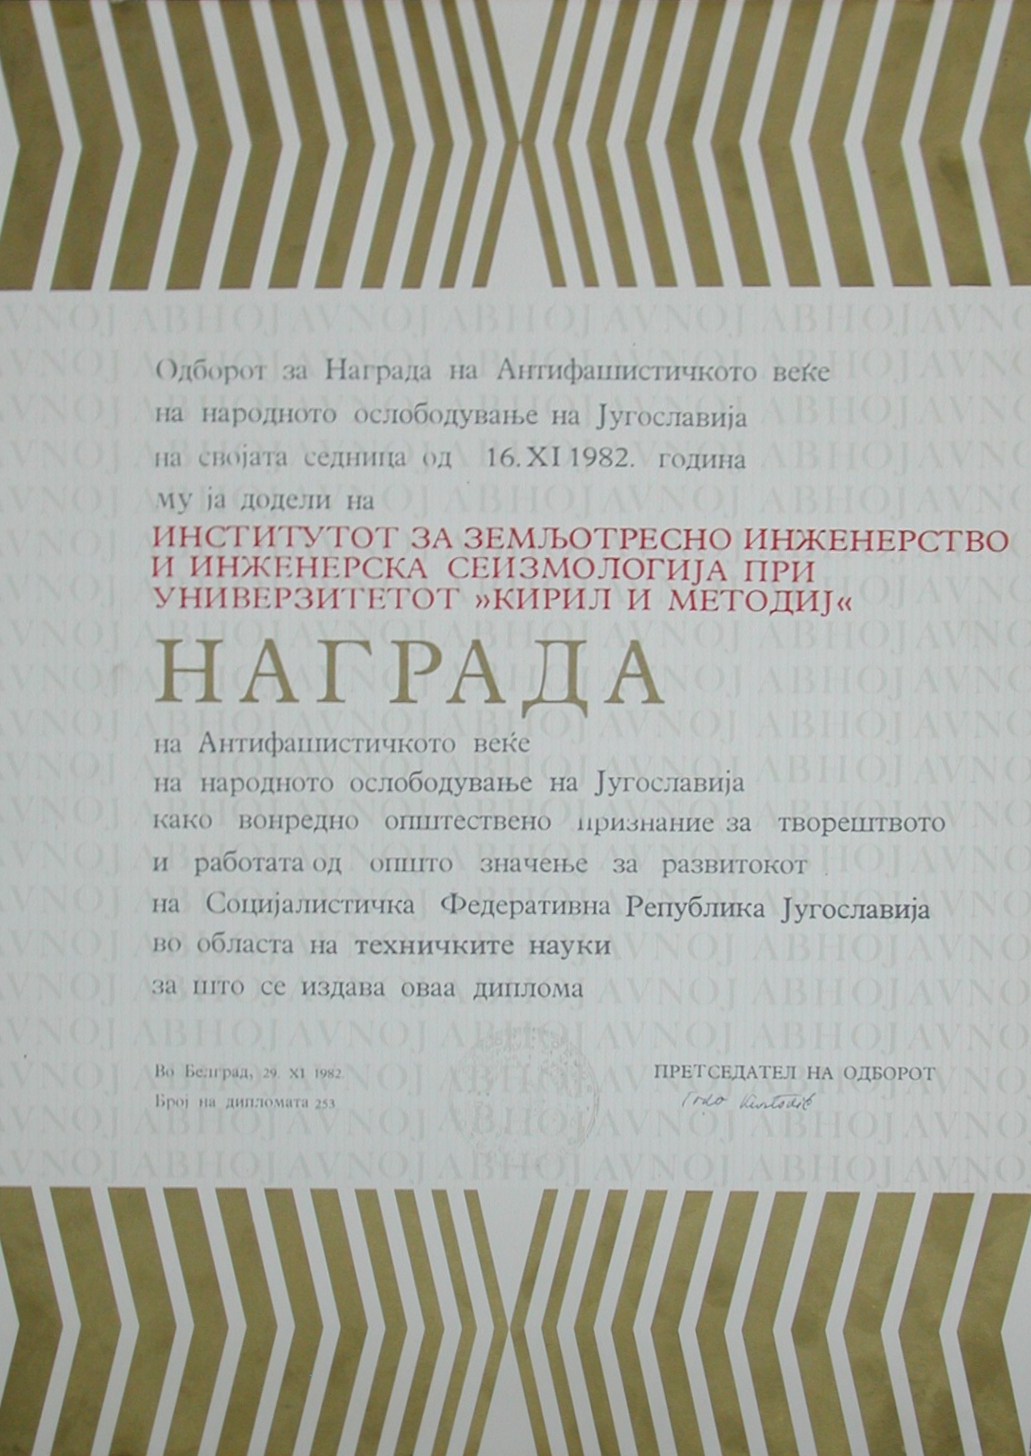 Одборот за Награда на Антифашистичкото веќе
на народното ослободување на Југославија
на својата седница од 16. XI 1982. година
му ја додели на
ИНСТИТУТОТ ЗА ЗЕМЉОТРЕСНО ИНЖЕНЕРСТВО
И ИНЖЕНЕРСКА СЕИЗМОЛОГИЈА ПРИ
УНИВЕРЗИТЕТОТ »КИРИЛ И МЕТОДИЈ«
НАГРАДА
на Антифашистичкото веќе
на народното ослободување на Југославија
како вонредно општествено признание за творештвото
и работата од општо значење за развитокот
на Социјалистичка Федеративна Република Југославија
во областа на техничките науки
за што се издава оваа диплома
Во Белград, 29. XI 1982.
Број на дипломата 253
ПРЕТСЕДАТЕЛ НА ОДБОРОТ